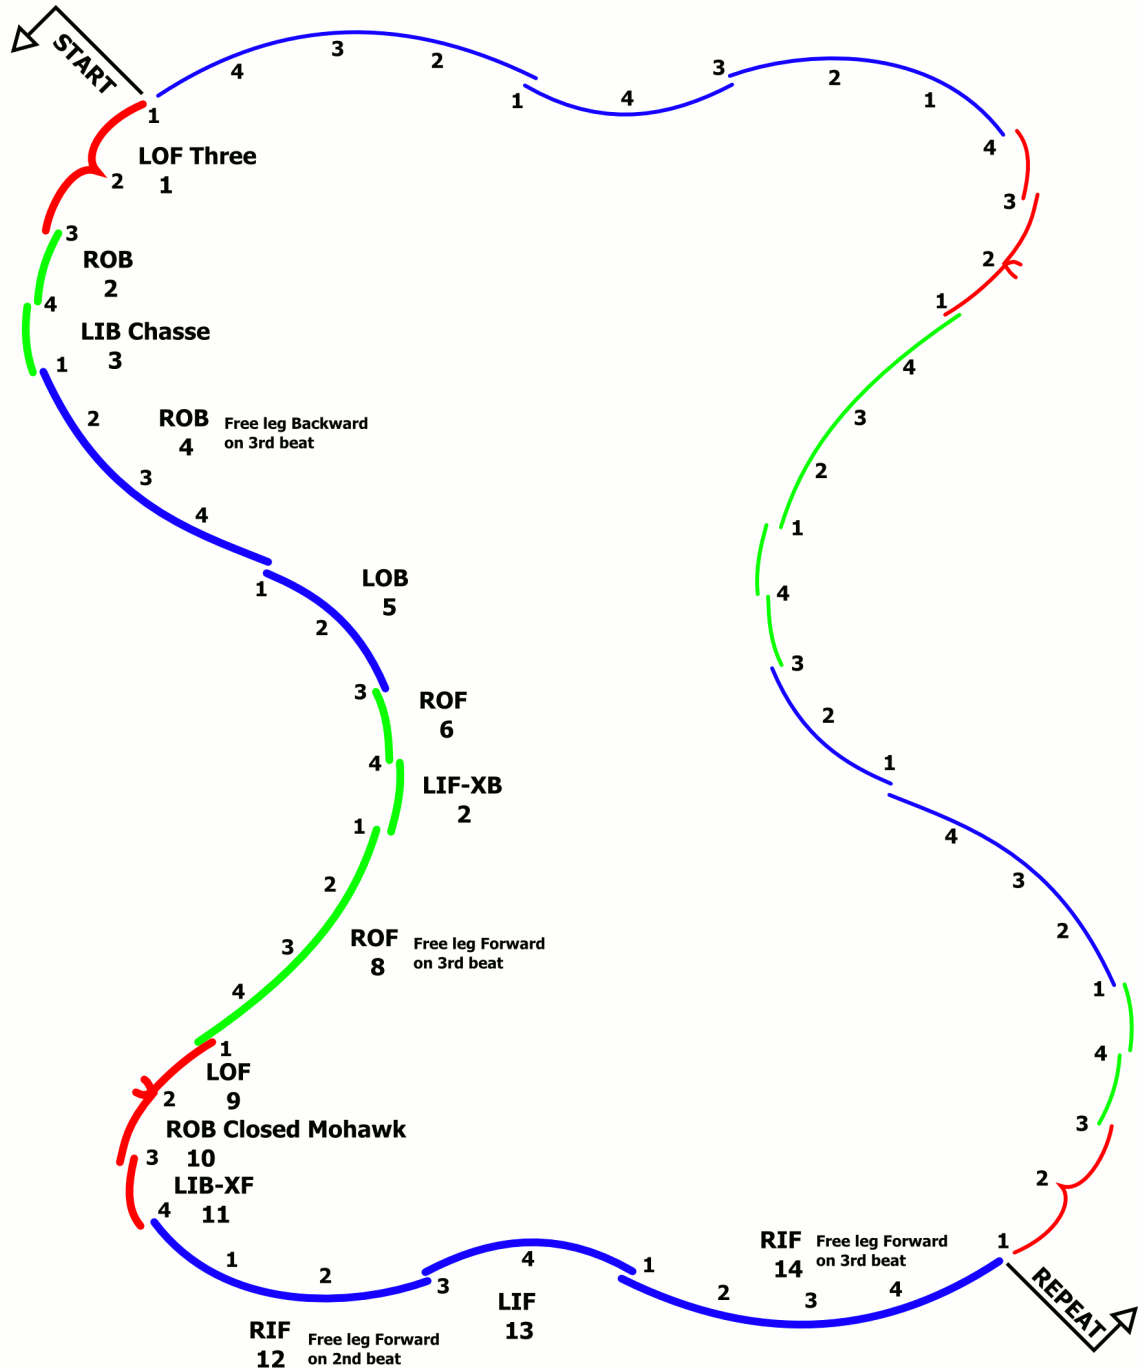 START
4
3
2
1
4
3
2
1
4
3
2
1
1
LOF Three
1
2
3
ROB
2
4
LIB Chasse
3
1
2
ROB
4
Free leg Backward
on 3rd beat
3
4
1
LOB
5
2
3
ROF
6
4
LIF-XB
2
1
2
3
ROF
8
Free leg Forward
on 3rd beat
4
1
LOF
9
2
ROB Closed Mohawk
3
10
LIB-XF
4
11
1
2
RIF
12
Free leg Forward
on 2nd beat
3
4
LIF
13
1
RIF
14
Free leg Forward
on 3rd beat
2
3
4
4
3
2
1
4
3
2
1
4
3
2
1
4
3
2
1
REPEAT